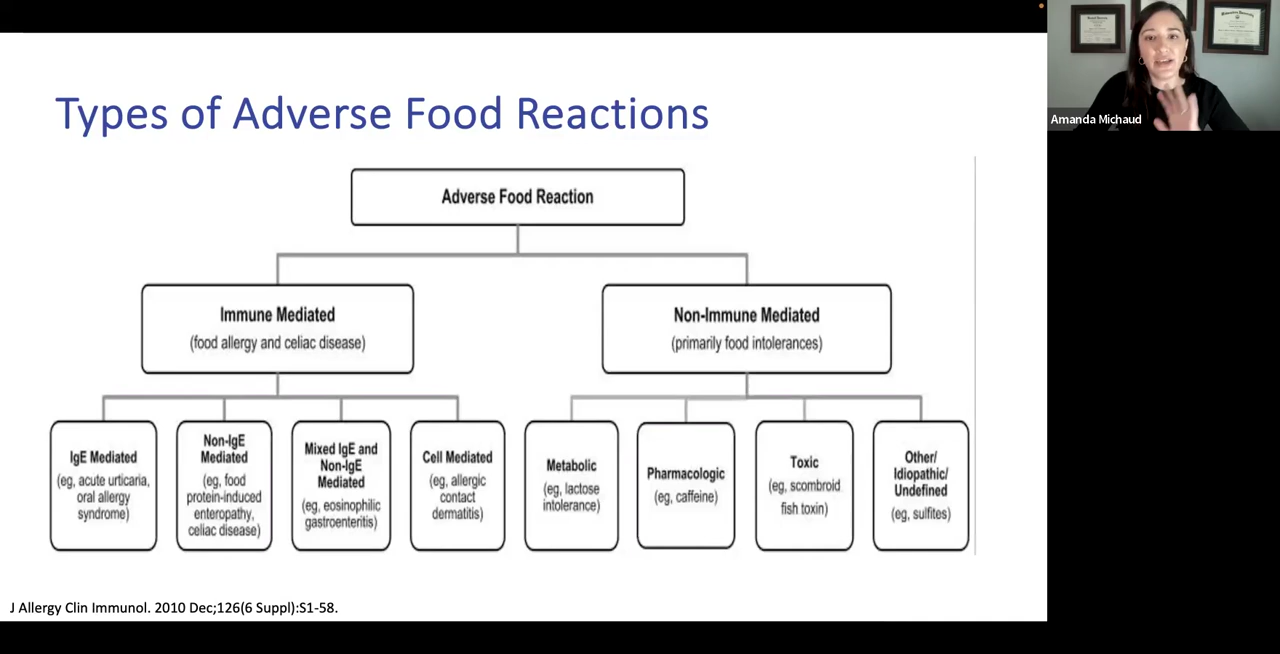 Types of Adverse Food Reactions
Adverse Food Reaction
Immune Mediated
(food allergy and celiac disease)
Non-Immune Mediated
(primarily food intolerances)
IgE Mediated
(eg, acute urticaria,
oral allergy
syndrome)
Non-IgE
Mediated
(eg, food
protein-induced
enteropathy,
celiac disease)
Mixed IgE and
Non-IgE
Mediated
(eg, eosinophilic
gastroenteritis)
Cell Mediated
(eg, allergic
contact
dermatitis)
Metabolic
(eg, lactose
intolerance)
Pharmacologic
(eg, caffeine)
Toxic
(eg, scombroid
fish toxin)
Other/
Idiopathic/
Undefined
(eg, sulfites)
J Allergy Clin Immunol. 2010 Dec;126(6 Suppl):S1-58.
Amanda Michaud